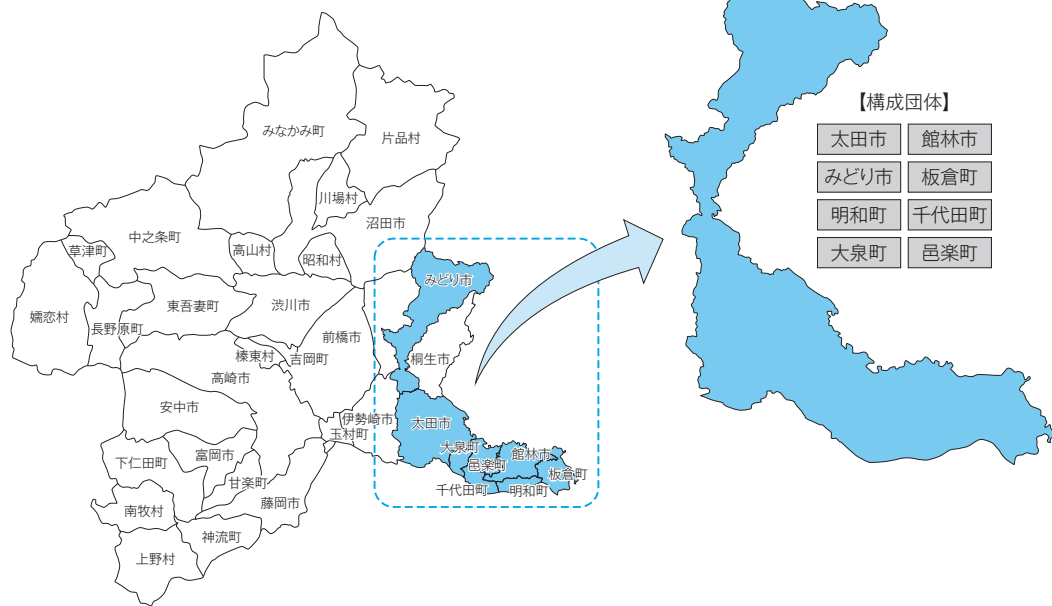 みなかみ町
片品村
川場村
沼田市
中之条町
高山村
昭和村
草津町
みどり市
嬬恋村
長野原町
東吾妻町
渋川市
前橋市
榛東村
吉岡町
桐生市
高崎市
安中市
伊勢崎市
玉村町
太田市
大泉町
邑楽町
館林市
板倉町
千代田町
明和町
下仁田町
富岡市
甘楽町
藤岡市
南牧村
神流町
上野村
【構成団体】
太田市 館林市
みどり市 板倉町
明和町 千代田町
大泉町 邑楽町